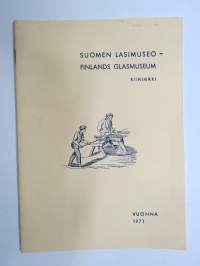 SUOMEN LASIMUSEO –
FINLANDS GLASMUSEUM
RIIHIMÄKI
VUONNA
1971